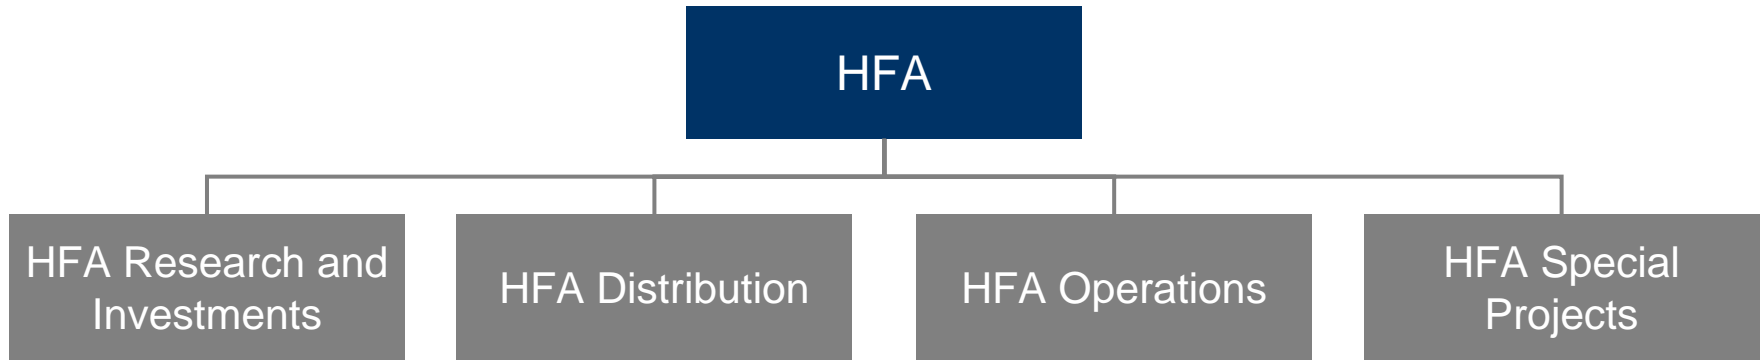 HFA
HFA Research and
Investments
HFA Distribution
HFA Operations
HFA Special
Projects